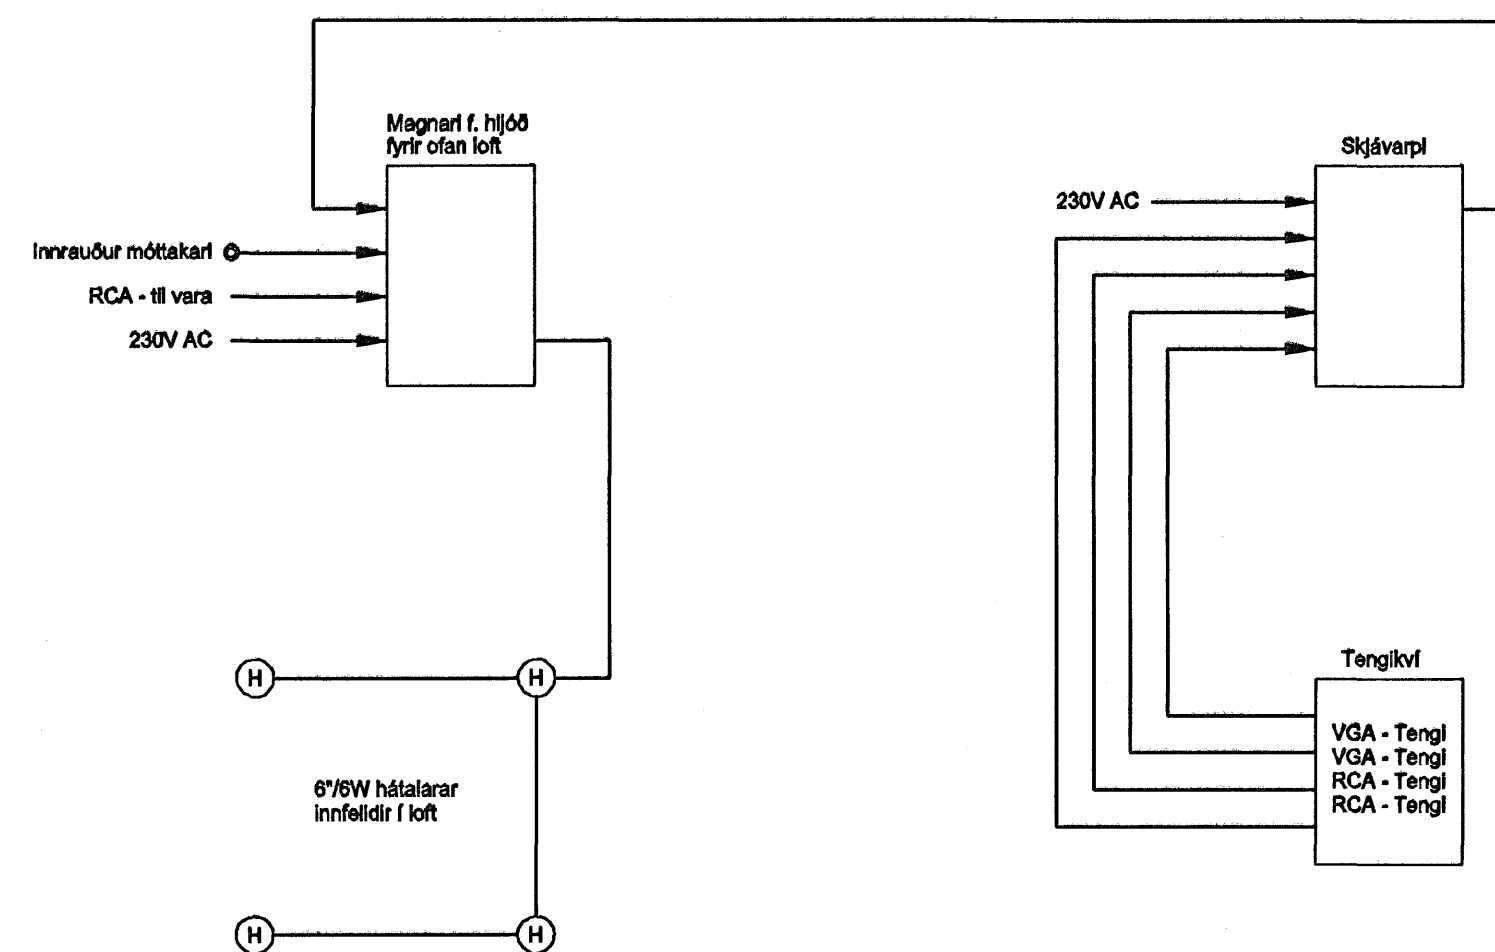 Magnari f. hljóð
fyrir ofan loft
Innrauður móttakari
RCA - til vara
230V AC
H
H
6"/6W hátalarar
innfelldir í loft
H
H
Skjávarpi
230V AC
Tengikví
VGA - Tengi
VGA - Tengi
RCA - Tengi
RCA - Tengi